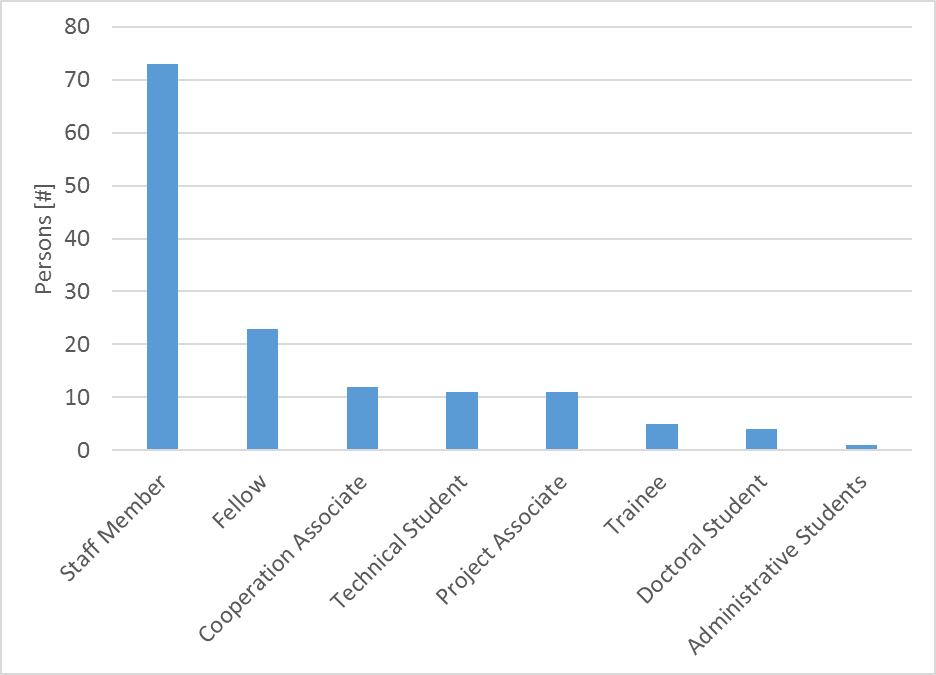 80
70
60
50
40
30
20
10
0
Persons [#]
Staff Member
Fellow
Cooperation Associate
Technical Student
Project Associate
Trainee
Doctoral Student
Administrative Students